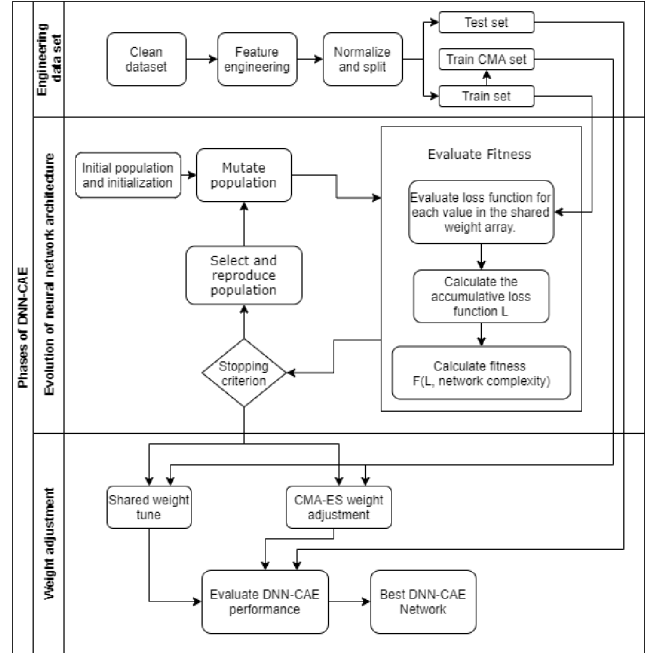 Phases of DNN-CAE
Engineering
data set
Clean
dataset
Feature
engineering
Normalize
and split
Test set
Train CMA set
Train set
Evolution of neural network architecture
Initial population
and initialization
Mutate
population
Select and
reproduce
population
Stopping
criterion
Evaluate Fitness
Evaluate loss function for
each value in the shared
weight array.
Calculate the
accumulative loss
function L
Calculate fitness
F(L, network complexity)
Weight adjustment
Shared weight
tune
CMA-ES weight
adjustment
Evaluate DNN-CAE
performance
Best DNN-CAE
Network